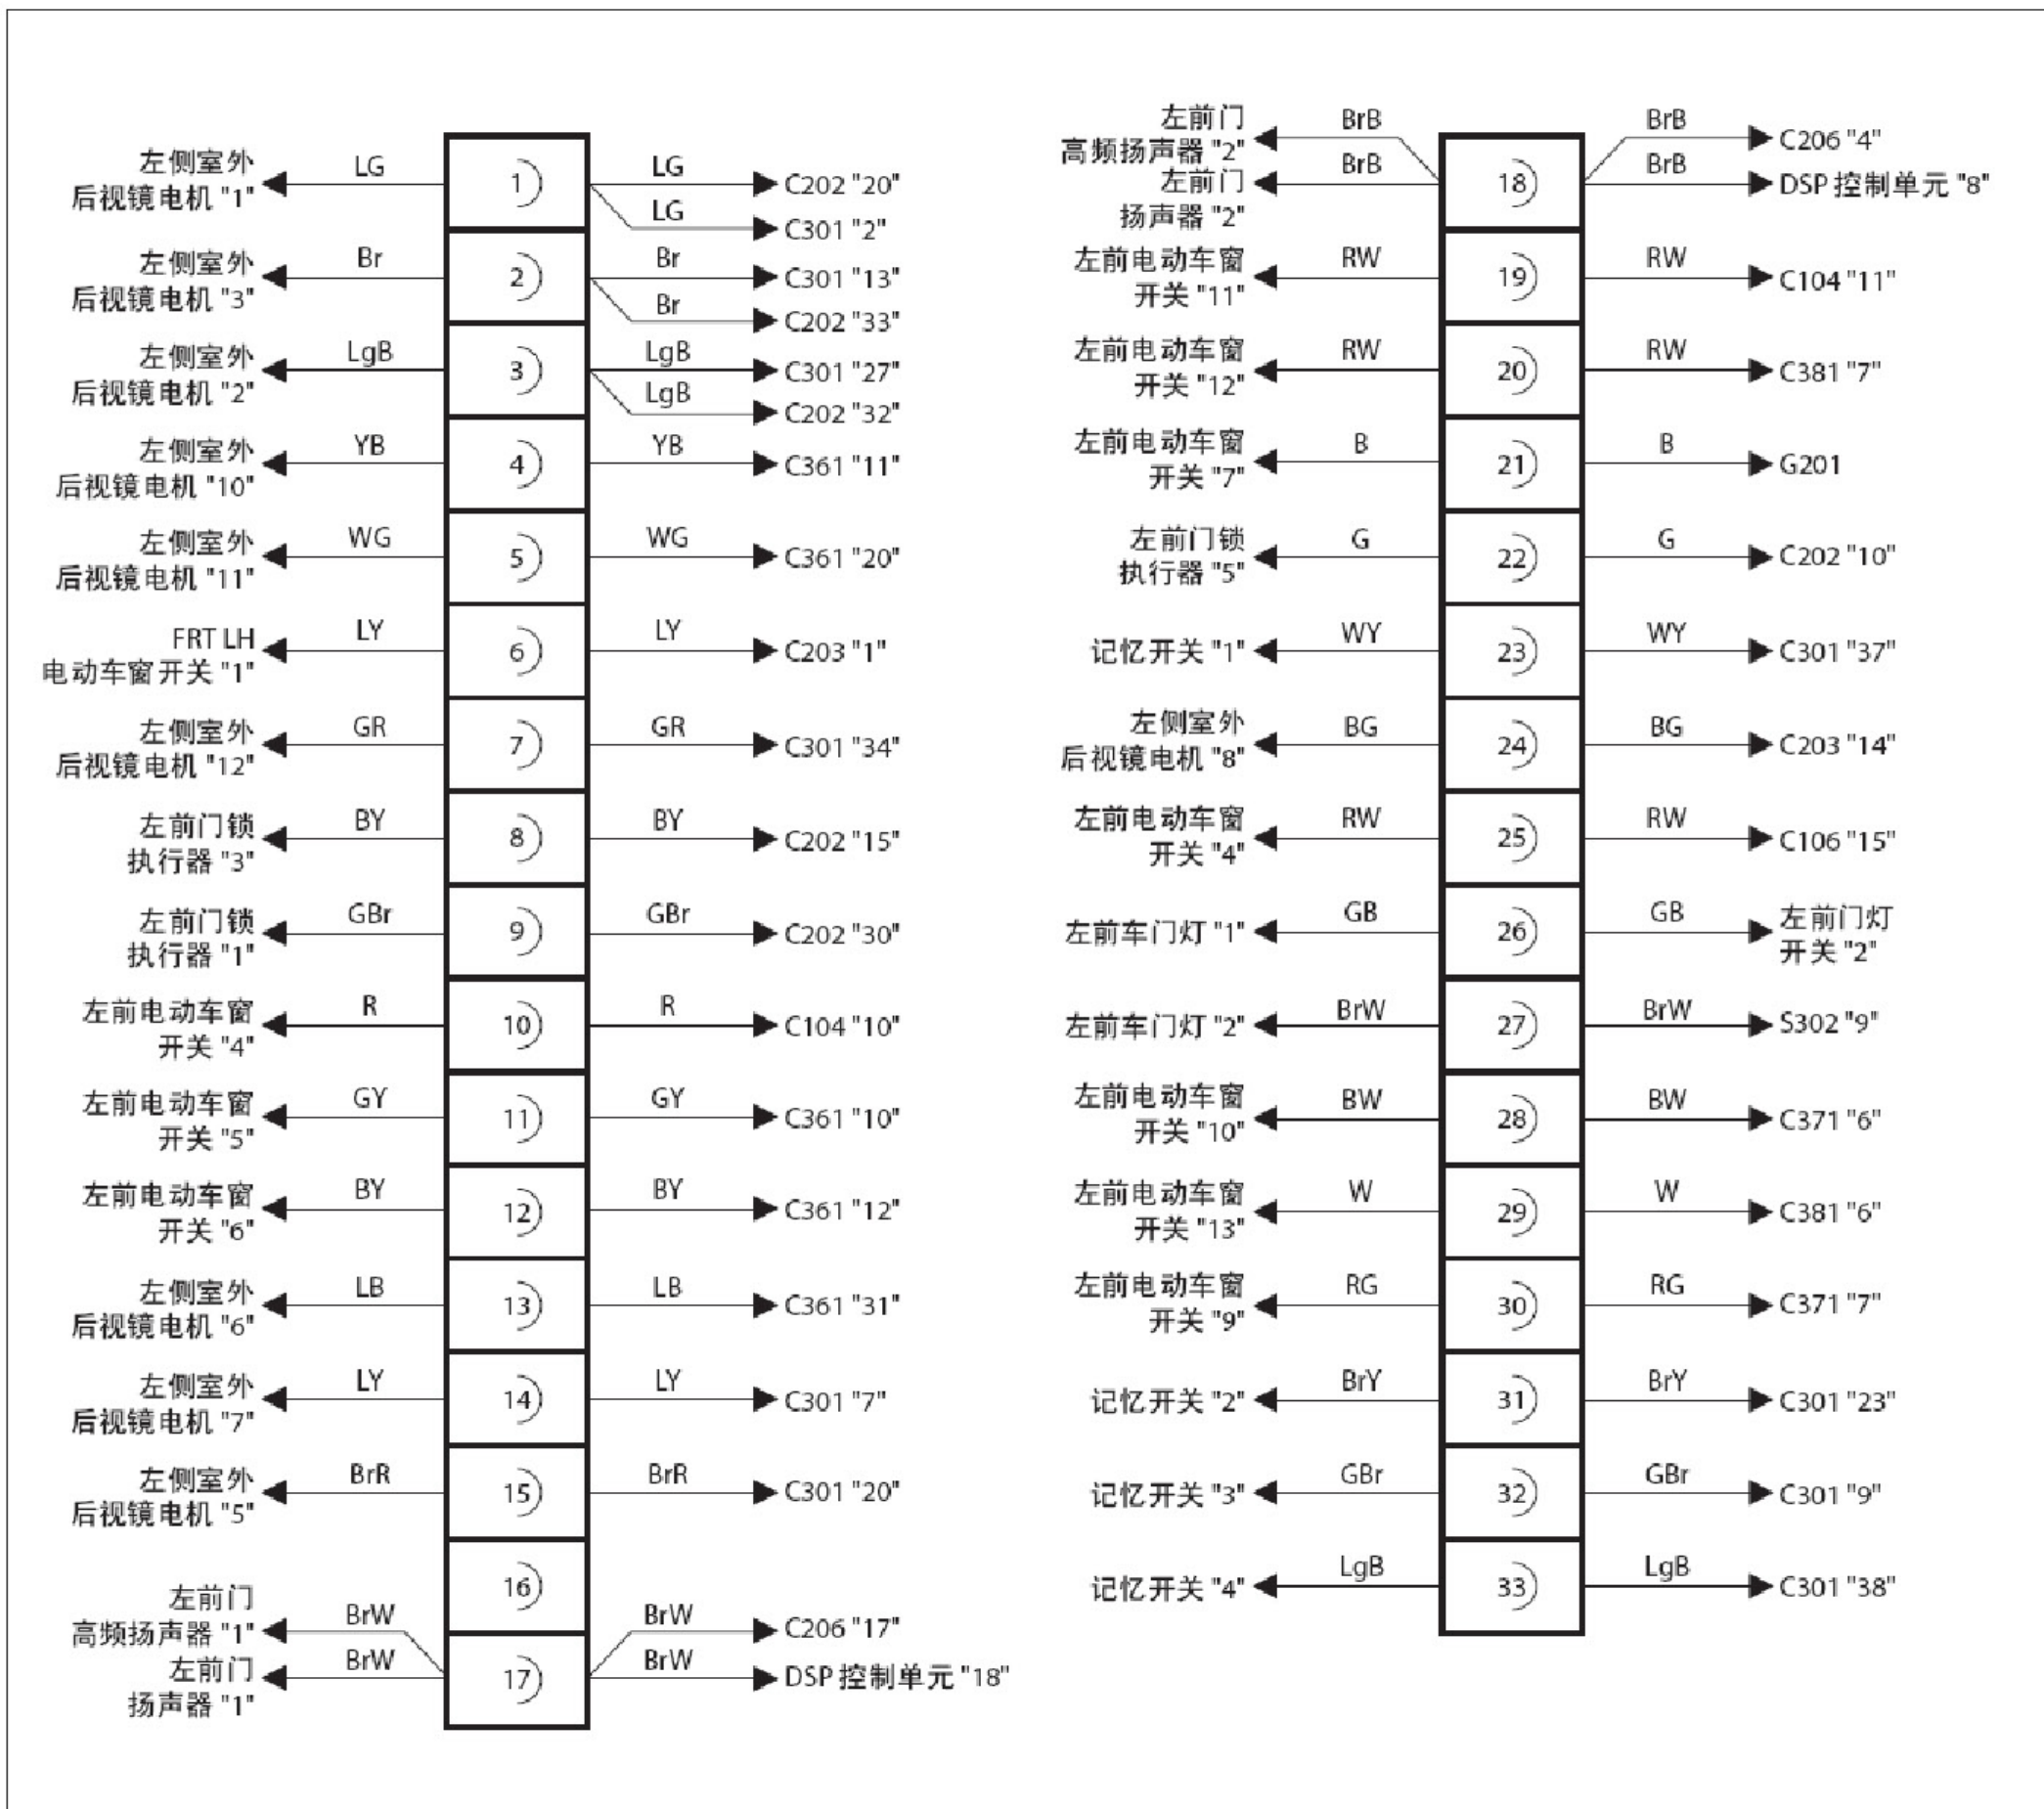 左侧室外 LG 1 LG C202 "20"
后视镜电机 "1" LG C301 "2"
左侧室外 Br 2 Br C301 "13"
后视镜电机 "3" Br C202 "33"
左侧室外 LgB 3 LgB C301 "27"
后视镜电机 "2" LgB C202 "32"
左侧室外 YB 4 YB C361 "11"
后视镜电机 "10"
左侧室外 WG 5 WG C361 "20"
后视镜电机 "11"
FRT LH LY 6 LY C203 "1"
电动车窗开关 "1"
左侧室外 GR 7 GR C301 "34"
后视镜电机 "12"
左前门锁 BY 8 BY C202 "15"
执行器 "3"
左前门锁 GBr 9 GBr C202 "30"
执行器 "1"
左前电动车窗 R 10 R C104 "10"
开关 "4"
左前电动车窗 GY 11 GY C361 "10"
开关 "5"
左前电动车窗 BY 12 BY C361 "12"
开关 "6"
左侧室外 LB 13 LB C361 "31"
后视镜电机 "6"
左侧室外 LY 14 LY C301 "7"
后视镜电机 "7"
左侧室外 BrR 15 BrR C301 "20"
后视镜电机 "5"
16
左前门 BrW BrW C206 "17"
高频扬声器 "1"
左前门 BrW 17 BrW DSP 控制单元 "18"
扬声器 "1"
左前门 BrB BrB C206 "4"
高频扬声器 "2"
左前门 BrB 18 BrB DSP 控制单元 "8"
扬声器 "2"
左前电动车窗 RW 19 RW C104 "11"
开关 "11"
左前电动车窗 RW 20 RW C381 "7"
开关 "12"
左前电动车窗 B 21 B G201
开关 "7"
左前门锁 G 22 G C202 "10"
执行器 "5"
记忆开关 "1" WY 23 WY C301 "37"
左侧室外 BG 24 BG C203 "14"
后视镜电机 "8"
左前电动车窗 RW 25 RW C106 "15"
开关 "4"
左前车门灯 "1" GB 26 GB 左前门灯
开关 "2"
左前车门灯 "2" BrW 27 BrW S302 "9"
左前电动车窗 BW 28 BW C371 "6"
开关 "10"
左前电动车窗 W 29 W C381 "6"
开关 "13"
左前电动车窗 RG 30 RG C371 "7"
开关 "9"
记忆开关 "2" BrY 31 BrY C301 "23"
记忆开关 "3" GBr 32 GBr C301 "9"
记忆开关 "4" LgB 33 LgB C301 "38"